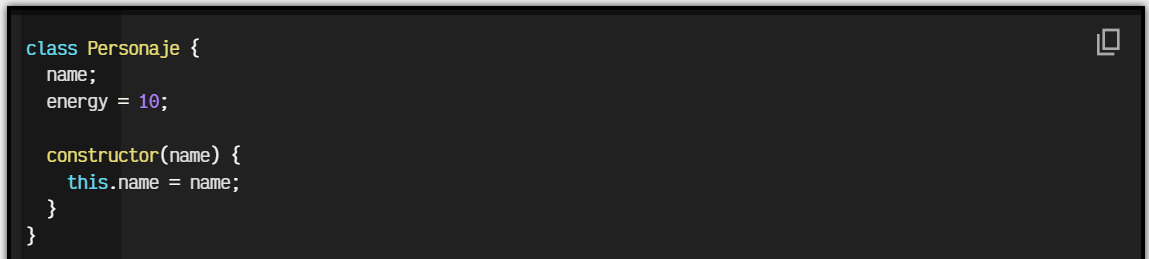 class Personaje {
  name;
  energy = 10;

  constructor(name) {
    this.name = name;
  }
}